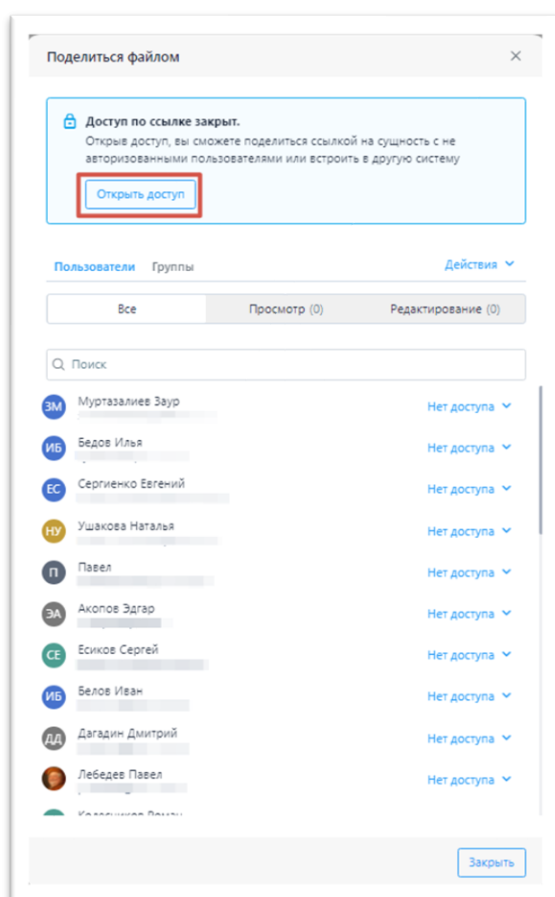 Поделиться файлом
Доступ по ссылке закрыт.
Открыв доступ, вы сможете поделиться ссылкой на сущность с не
авторизованными пользователями или встроить в другую систему
Открыть доступ
Пользователи Группы Действия
Все Просмотр (0) Редактирование (0)
Поиск
ЗМ Муртазалиев Заур Нет доступа
ИБ Бедов Илья Нет доступа
ЕС Сергиенко Евгений Нет доступа
НУ Ушакова Наталья Нет доступа
П Павел Нет доступа
ЭА Акопов Эдгар Нет доступа
СЕ Есиков Сергей Нет доступа
ИБ Белов Иван Нет доступа
ДД Дагадин Дмитрий Нет доступа
Лебедев Павел Нет доступа
Колесников Роман
Закрыть